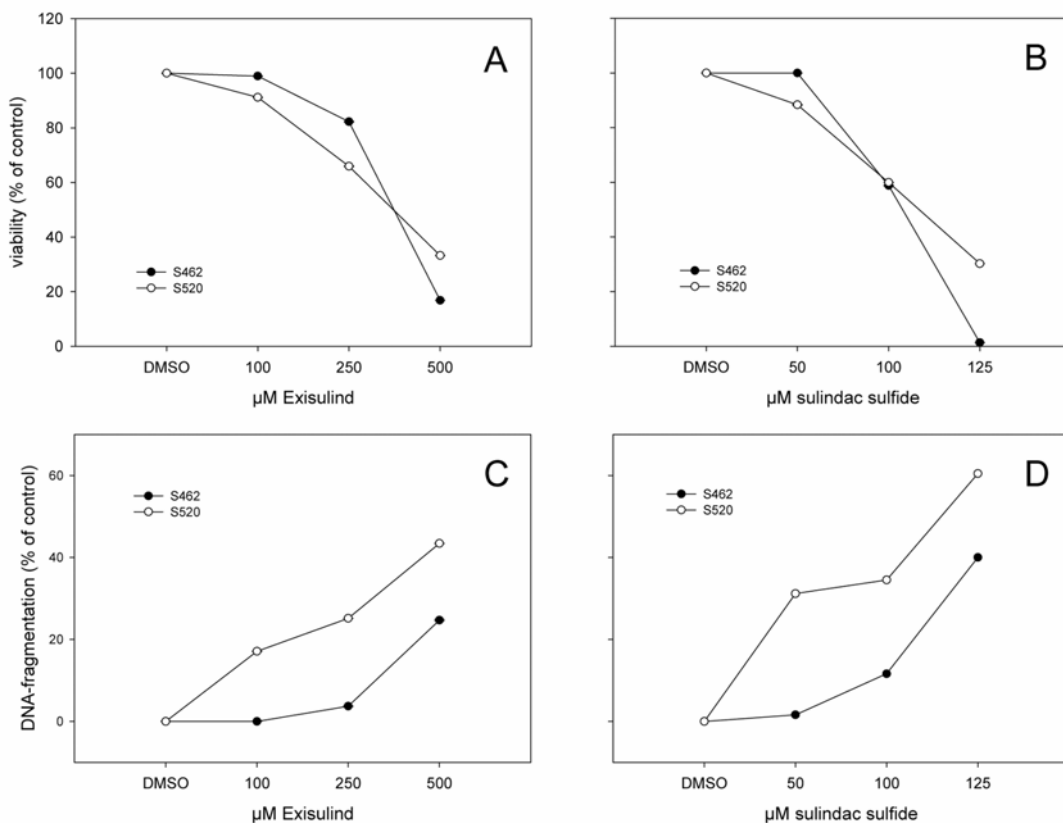 A
viability (% of control)
120
100
80
60
40
20
0
S462
S520
DMSO 100 250 500
µM Exisulind
B
S462
S520
DMSO 50 100 125
µM sulindac sulfide
C
DNA-fragmentation (% of control)
60
40
20
0
S462
S520
DMSO 100 250 500
µM Exisulind
D
S462
S520
DMSO 50 100 125
µM sulindac sulfide